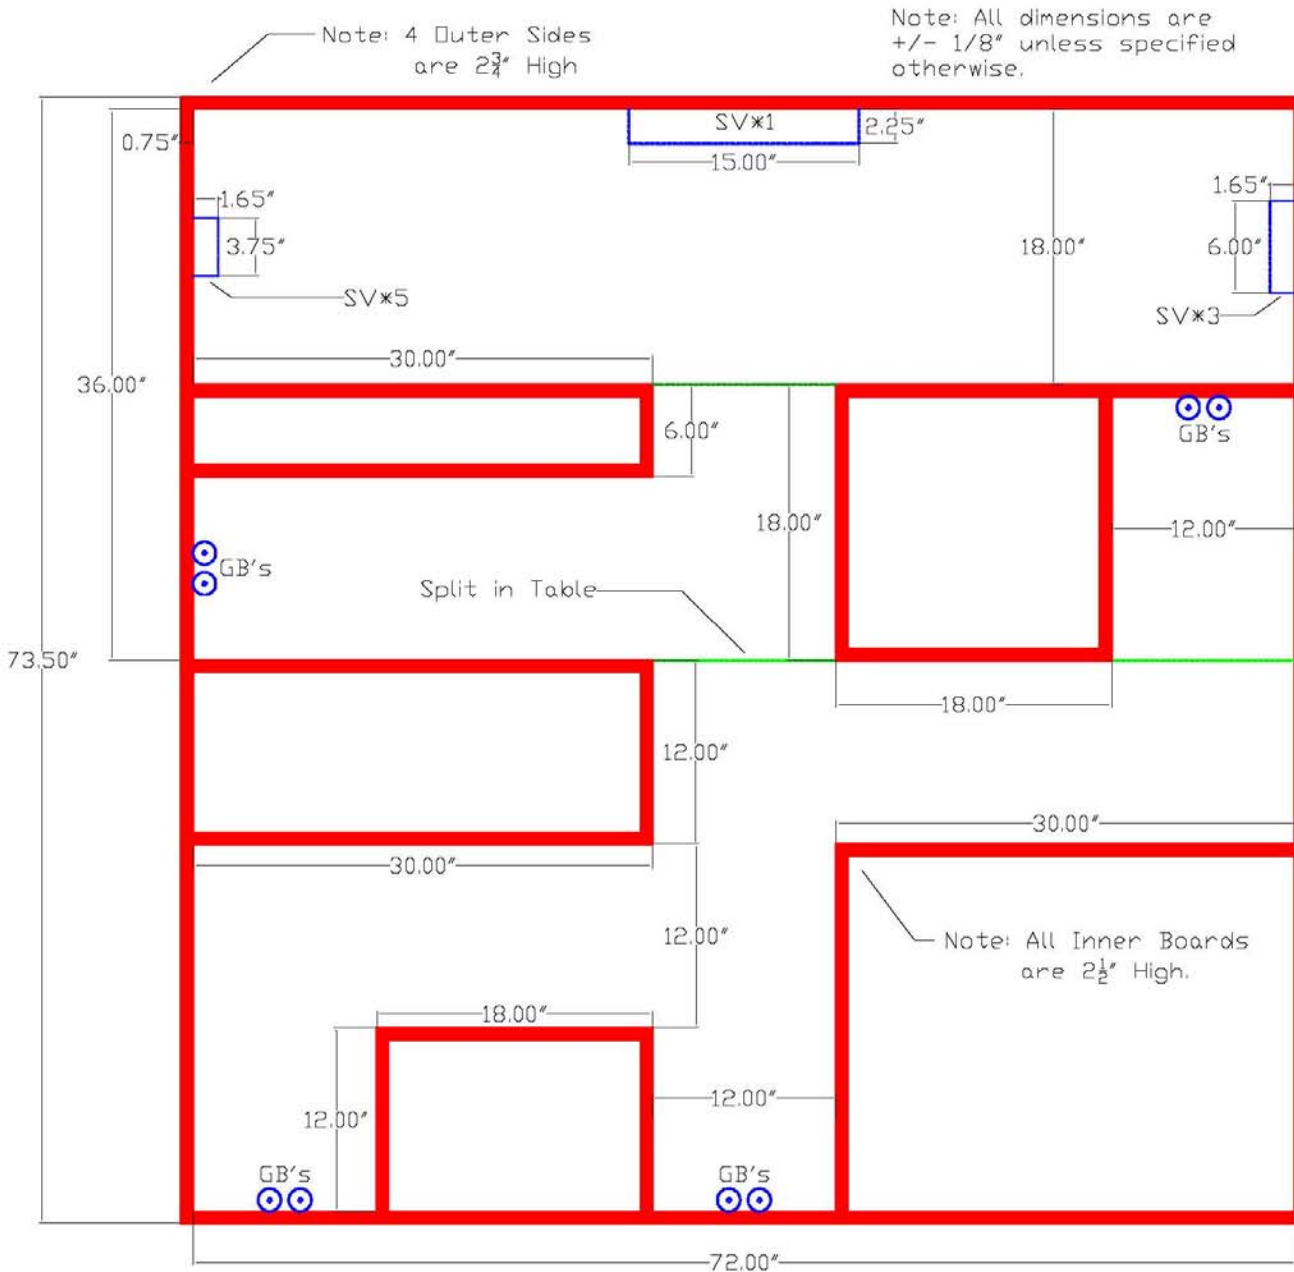 Note: 4 Outer Sides
are 2¾" High
Note: All dimensions are
+/- 1/8" unless specified
otherwise.
0.75"
SV*1
2.25"
15.00"
1.65"
3.75"
SV*5
18.00"
1.65"
6.00"
SV*3
30.00"
36.00"
6.00"
GB's
18.00"
12.00"
GB's
Split in Table
73.50"
18.00"
12.00"
30.00"
30.00"
12.00"
Note: All Inner Boards
are 2½" High.
18.00"
12.00"
12.00"
GB's
GB's
72.00"